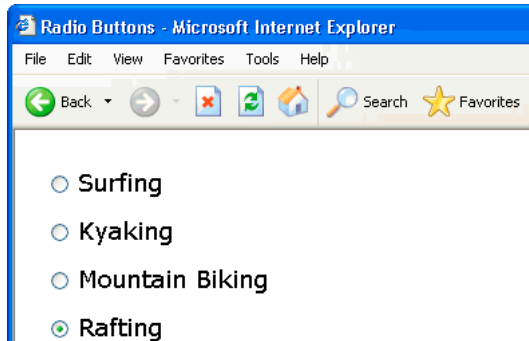 Radio Buttons - Microsoft Internet Explorer
File Edit View Favorites Tools Help
Back Search Favorites
Surfing
Kyaking
Mountain Biking
Rafting